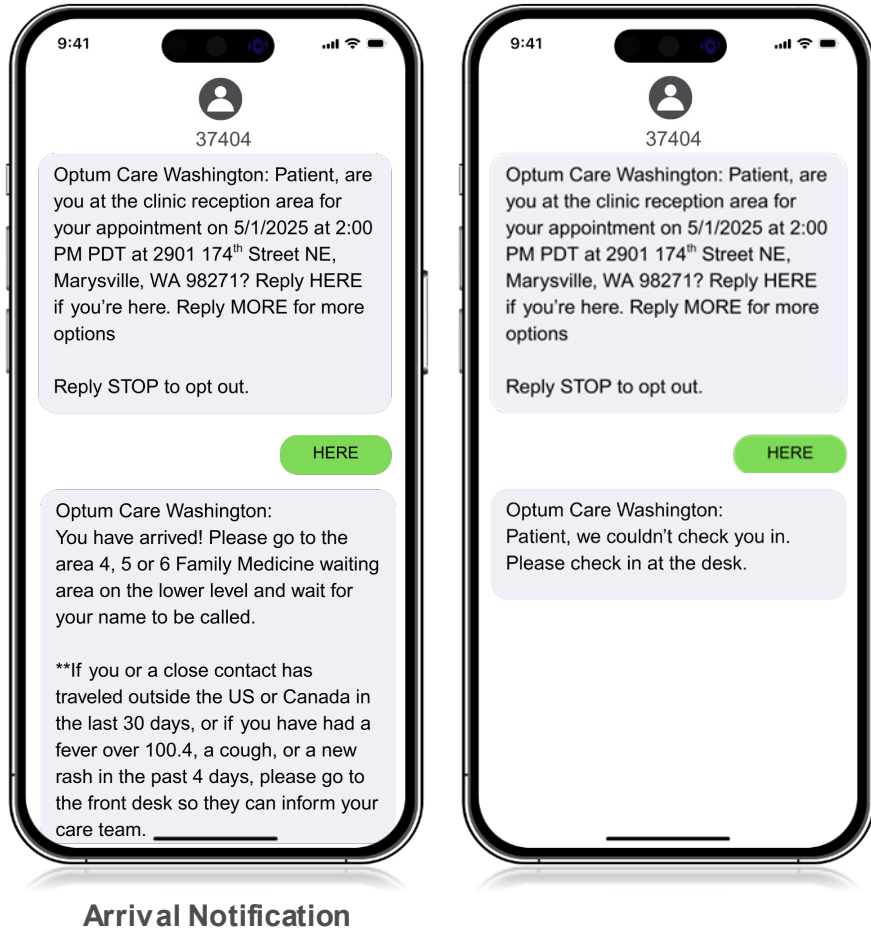 9:41
37404
Optum Care Washington: Patient, are
you at the clinic reception area for
your appointment on 5/1/2025 at 2:00
PM PDT at 2901 174th Street NE,
Marysville, WA 98271? Reply HERE
if you’re here. Reply MORE for more
options
Reply STOP to opt out.
HERE
Optum Care Washington:
You have arrived! Please go to the
area 4, 5 or 6 Family Medicine waiting
area on the lower level and wait for
your name to be called.
**If you or a close contact has
traveled outside the US or Canada in
the last 30 days, or if you have had a
fever over 100.4, a cough, or a new
rash in the past 4 days, please go to
the front desk so they can inform your
care team.
Arrival Notification
9:41
37404
Optum Care Washington: Patient, are
you at the clinic reception area for
your appointment on 5/1/2025 at 2:00
PM PDT at 2901 174th Street NE,
Marysville, WA 98271? Reply HERE
if you’re here. Reply MORE for more
options
Reply STOP to opt out.
HERE
Optum Care Washington:
Patient, we couldn’t check you in.
Please check in at the desk.